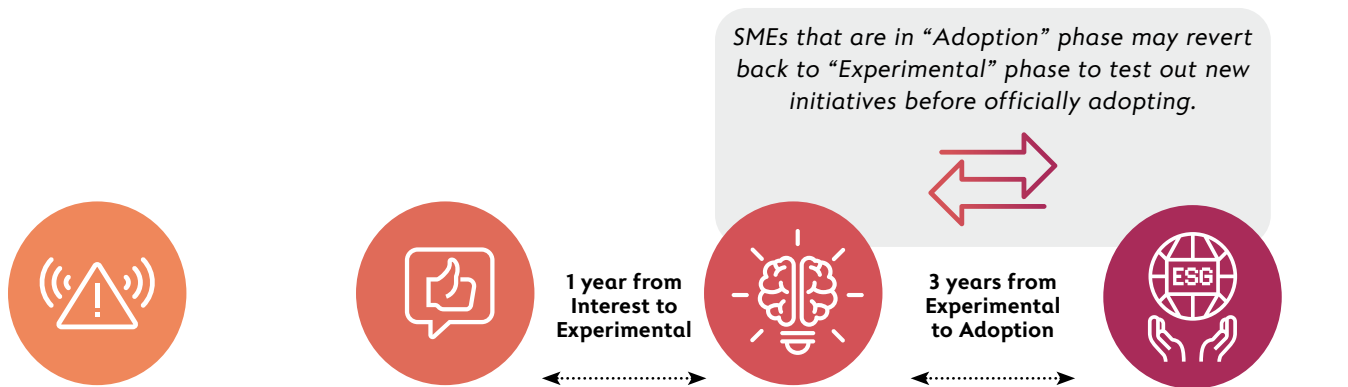 SMEs that are in “Adoption” phase may revert
back to “Experimental” phase to test out new
initiatives before officially adopting.
!
1 year from
Interest to
Experimental
3 years from
Experimental
to Adoption
ESG